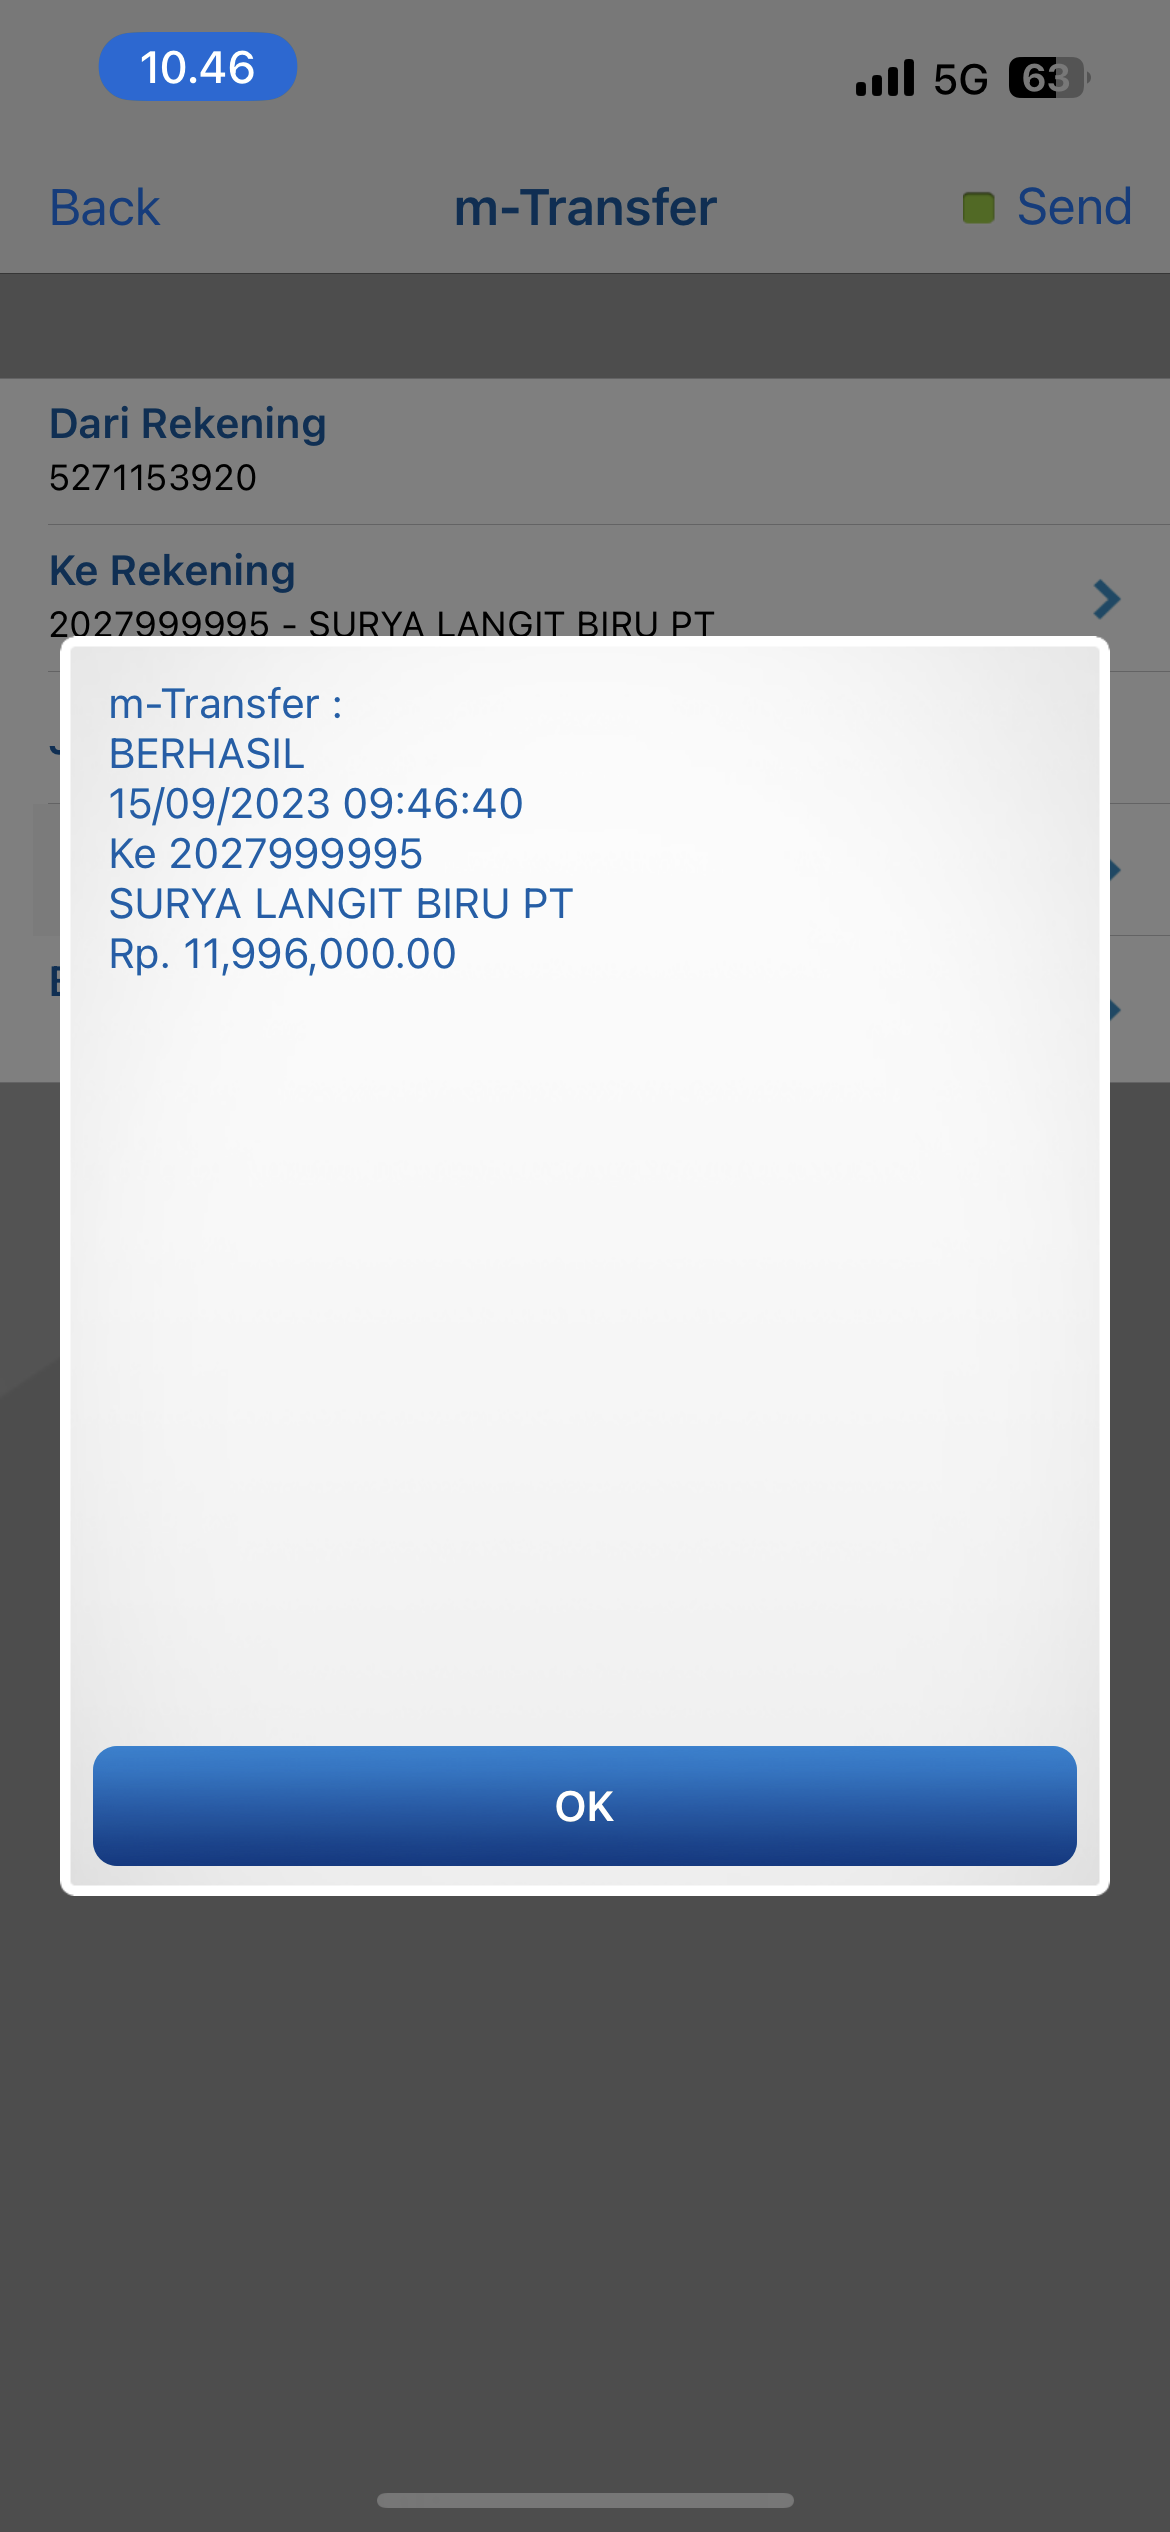 10.46
5G 63
Back m-Transfer Send
Dari Rekening
5271153920
Ke Rekening
2027999995 - SURYA LANGIT BIRU PT
m-Transfer :
BERHASIL
15/09/2023 09:46:40
Ke 2027999995
SURYA LANGIT BIRU PT
Rp. 11,996,000.00
OK